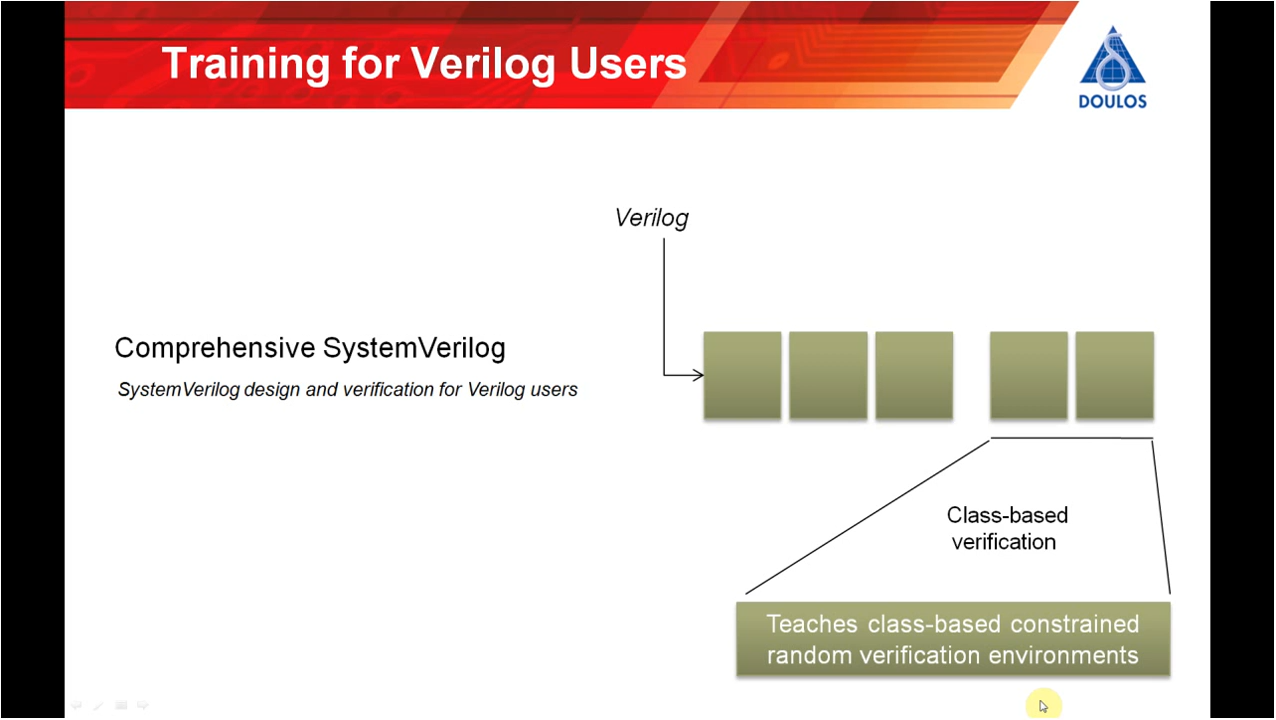 Training for Verilog Users
DOULOS
Verilog
Comprehensive SystemVerilog
SystemVerilog design and verification for Verilog users
Class-based
verification
Teaches class-based constrained
random verification environments